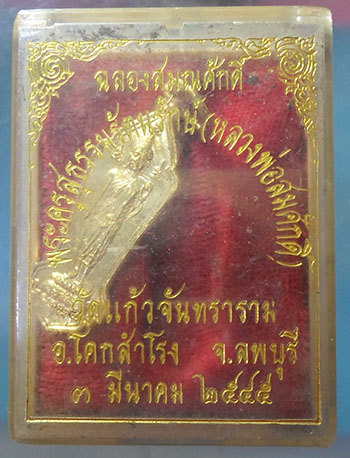 ฉลองสมณศักดิ์
พระครูสุธรรมรัตนรักษ์ (หลวงพ่อสมศักดิ์)
วัดแก้วจันทราราม
อ.โคกสำโรง จ.ลพบุรี
๓ มีนาคม ๒๕๔๕